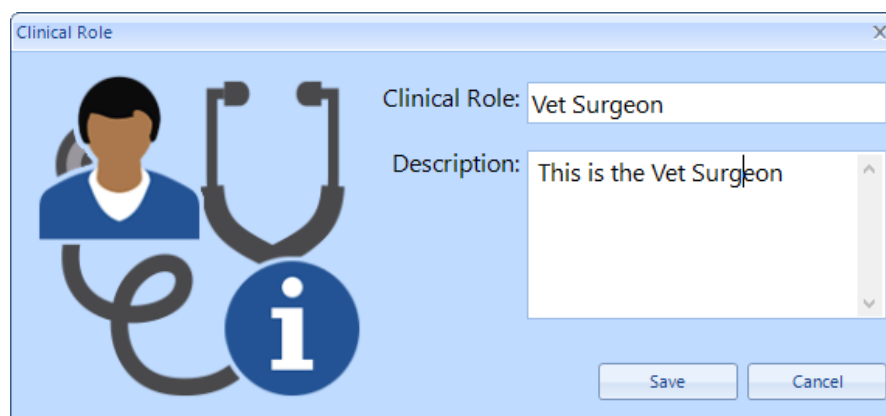 Clinical Role
Clinical Role: Vet Surgeon
Description: This is the Vet Surgeon
i
Save Cancel